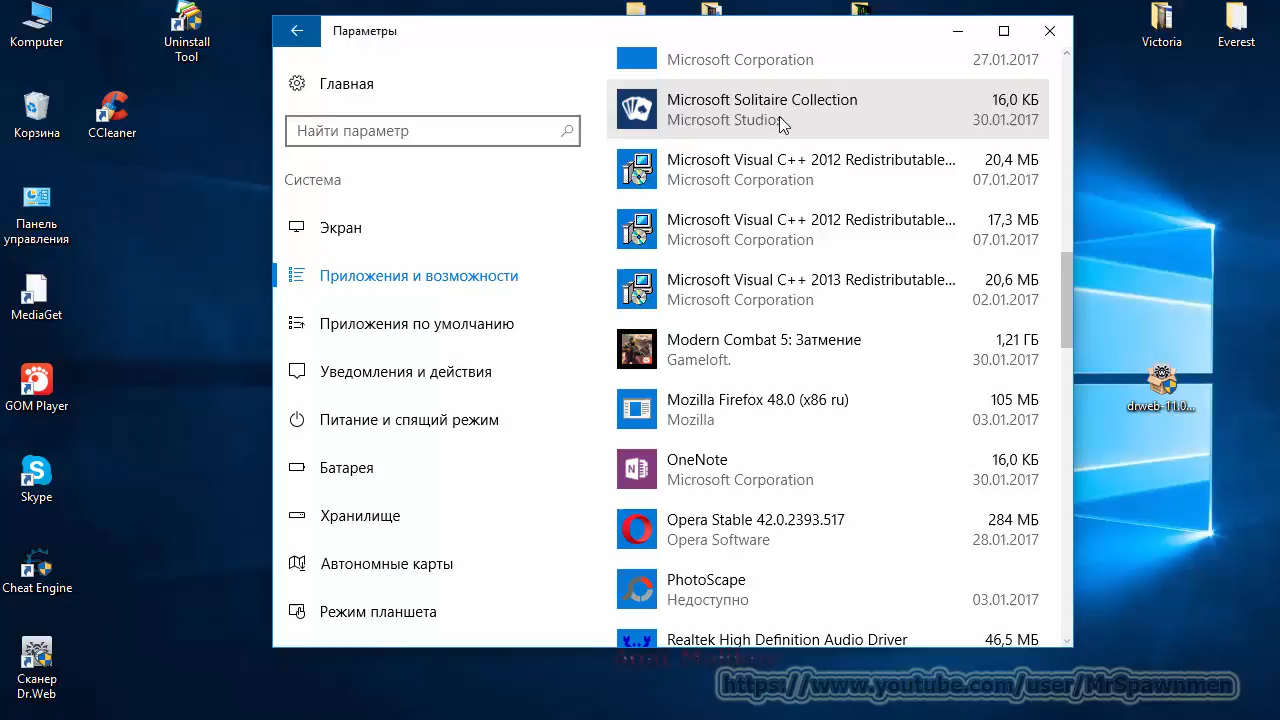 Komputer
Uninstall
Tool
Корзина
CCleaner
Панель
управления
MediaGet
GOM Player
Skype
Cheat Engine
Сканер
Dr.Web
Параметры
Главная
Найти параметр
Система
Экран
Приложения и возможности
Приложения по умолчанию
Уведомления и действия
Питание и спящий режим
Батарея
Хранилище
Автономные карты
Режим планшета
Microsoft Corporation 27.01.2017
Microsoft Solitaire Collection 16,0 КБ
Microsoft Studios 30.01.2017
Microsoft Visual C++ 2012 Redistributable... 20,4 МБ
Microsoft Corporation 07.01.2017
Microsoft Visual C++ 2012 Redistributable... 17,3 МБ
Microsoft Corporation 07.01.2017
Microsoft Visual C++ 2013 Redistributable... 20,6 МБ
Microsoft Corporation 02.01.2017
Modern Combat 5: Затмение 1,21 ГБ
Gameloft. 30.01.2017
Mozilla Firefox 48.0 (x86 ru) 105 МБ
Mozilla 03.01.2017
OneNote 16,0 КБ
Microsoft Corporation 30.01.2017
Opera Stable 42.0.2393.517 284 МБ
Opera Software 28.01.2017
PhotoScape
Недоступно 03.01.2017
Realtek High Definition Audio Driver 46,5 МБ
Victoria
Everest
drweb-11.0...
https://www.youtube.com/user/MrSpawnmen